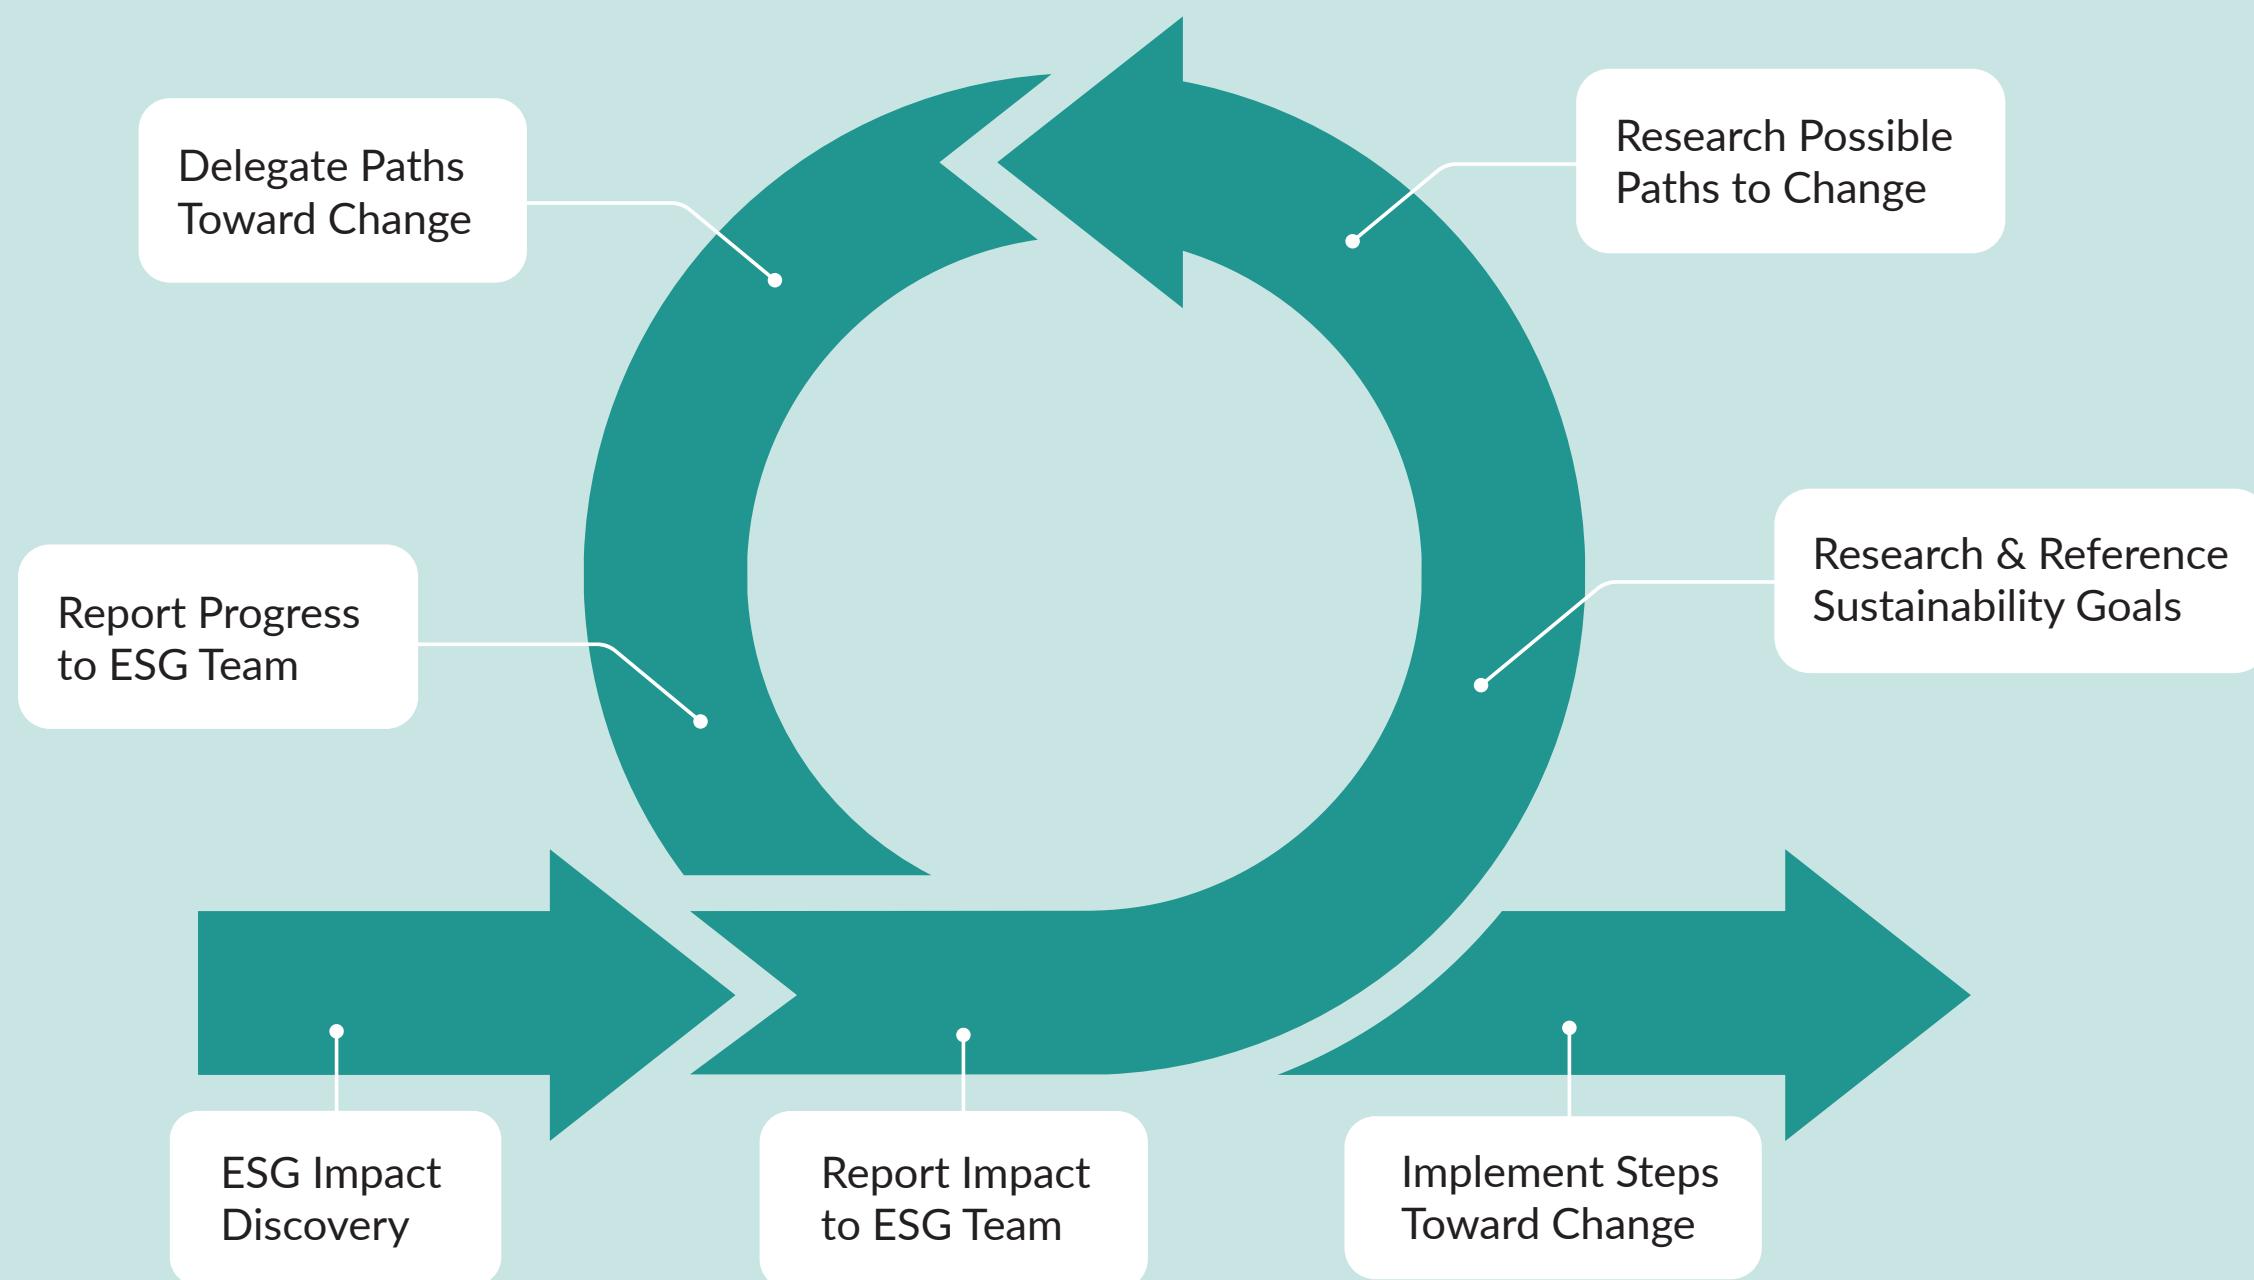 Delegate Paths
Toward Change
Research Possible
Paths to Change
Report Progress
to ESG Team
Research & Reference
Sustainability Goals
ESG Impact
Discovery
Report Impact
to ESG Team
Implement Steps
Toward Change